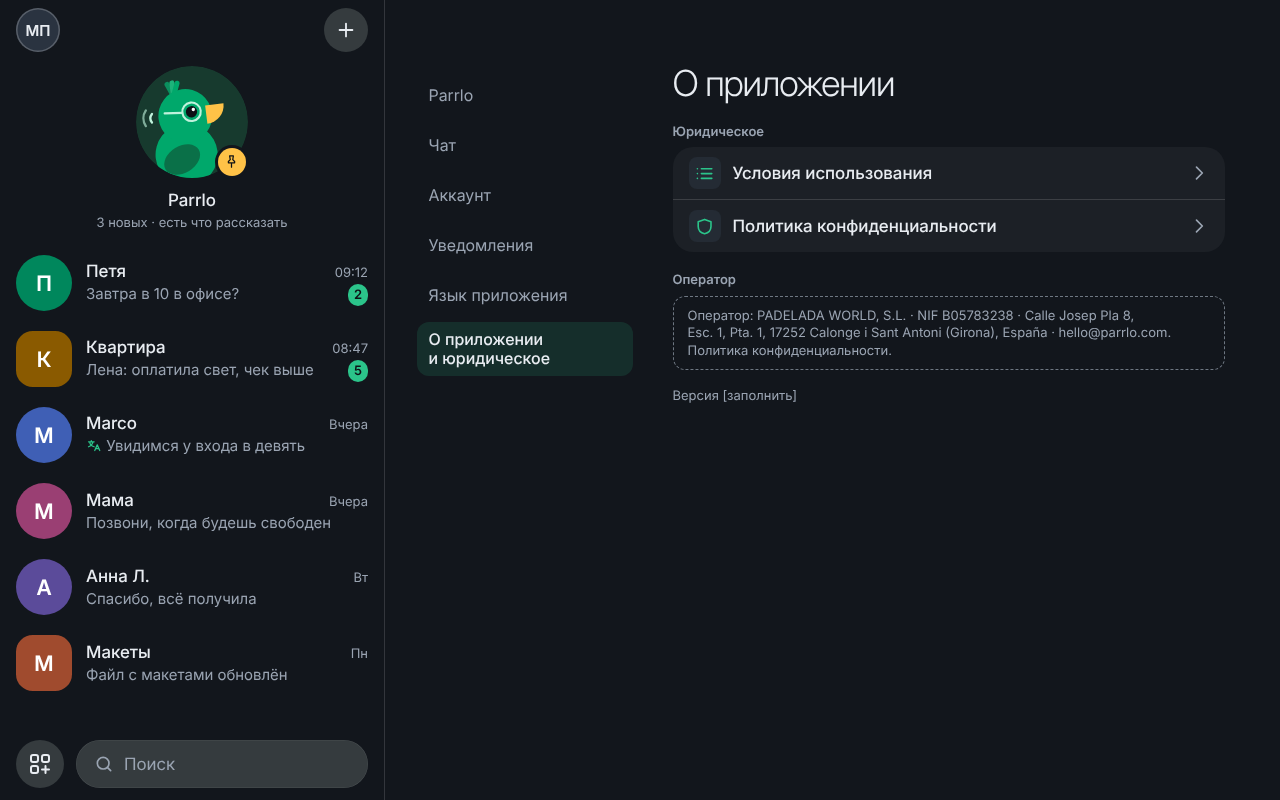 МП
Parrlo
3 новых · есть что рассказать
П
Петя
09:12
Завтра в 10 в офисе?
2
К
Квартира
08:47
Лена: оплатила свет, чек выше
5
M
Marco
Вчера
Увидимся у входа в девять
М
Мама
Вчера
Позвони, когда будешь свободен
А
Анна Л.
Вт
Спасибо, всё получила
М
Макеты
Пн
Файл с макетами обновлён
Поиск
Parrlo
Чат
Аккаунт
Уведомления
Язык приложения
О приложении
и юридическое
О приложении
Юридическое
Условия использования
Политика конфиденциальности
Оператор
Оператор: PADELADA WORLD, S.L. · NIF B05783238 · Calle Josep Pla 8,
Esc. 1, Pta. 1, 17252 Calonge i Sant Antoni (Girona), España · hello@parrlo.com.
Политика конфиденциальности.
Версия [заполнить]